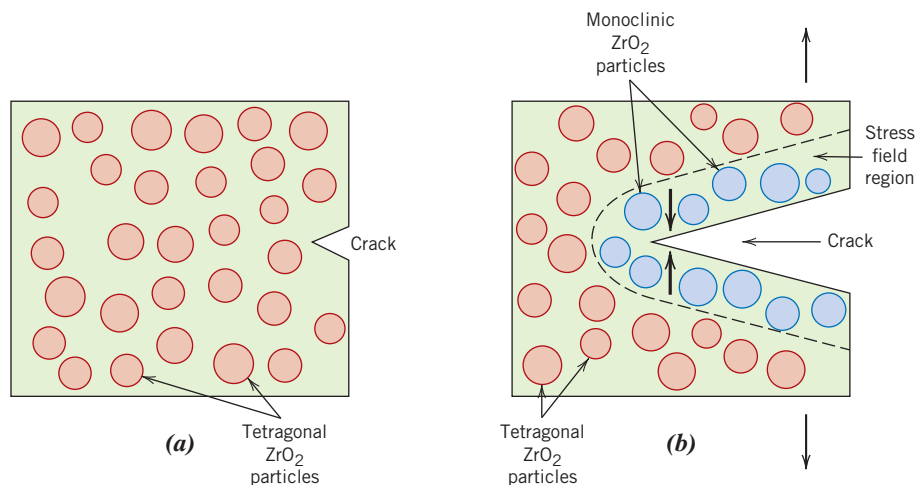 Crack
Tetragonal
ZrO2
particles
(a)
Monoclinic
ZrO2
particles
Stress
field
region
Crack
Tetragonal
ZrO2
particles
(b)